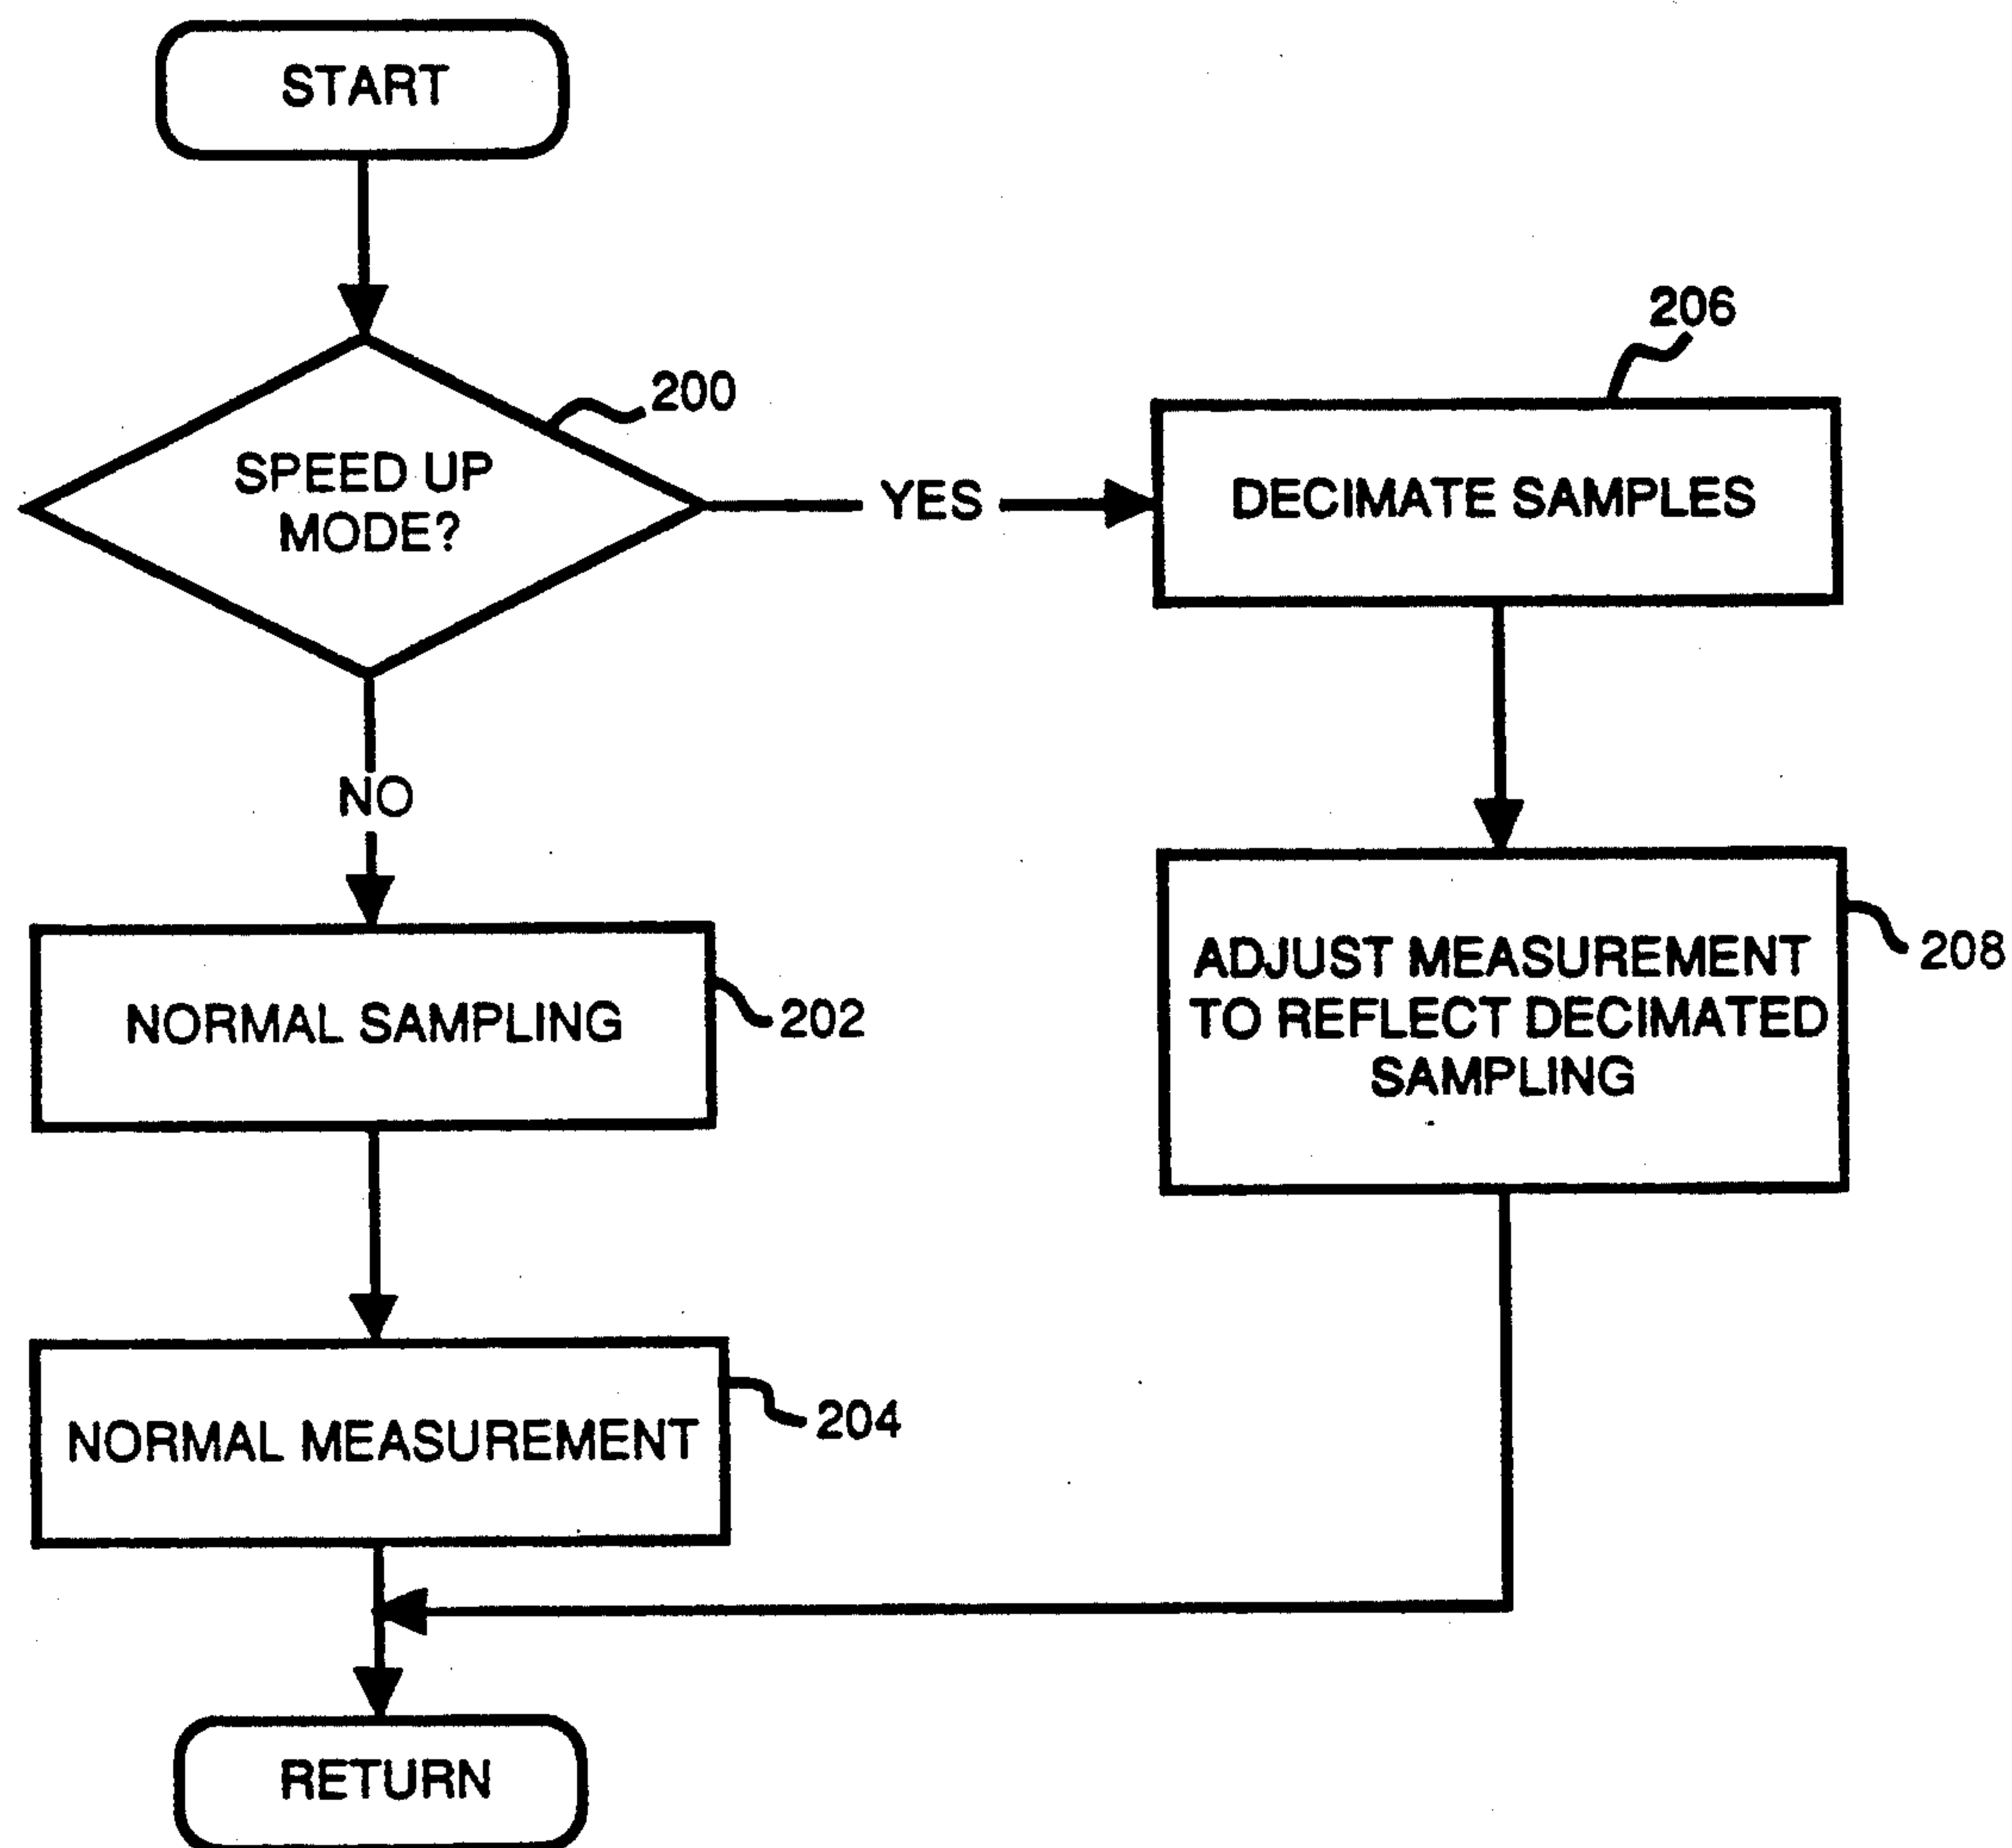 START
200
SPEED UP
MODE?
YES
206
DECIMATE SAMPLES
NO
NORMAL SAMPLING
202
ADJUST MEASUREMENT
TO REFLECT DECIMATED
SAMPLING
208
NORMAL MEASUREMENT
204
RETURN